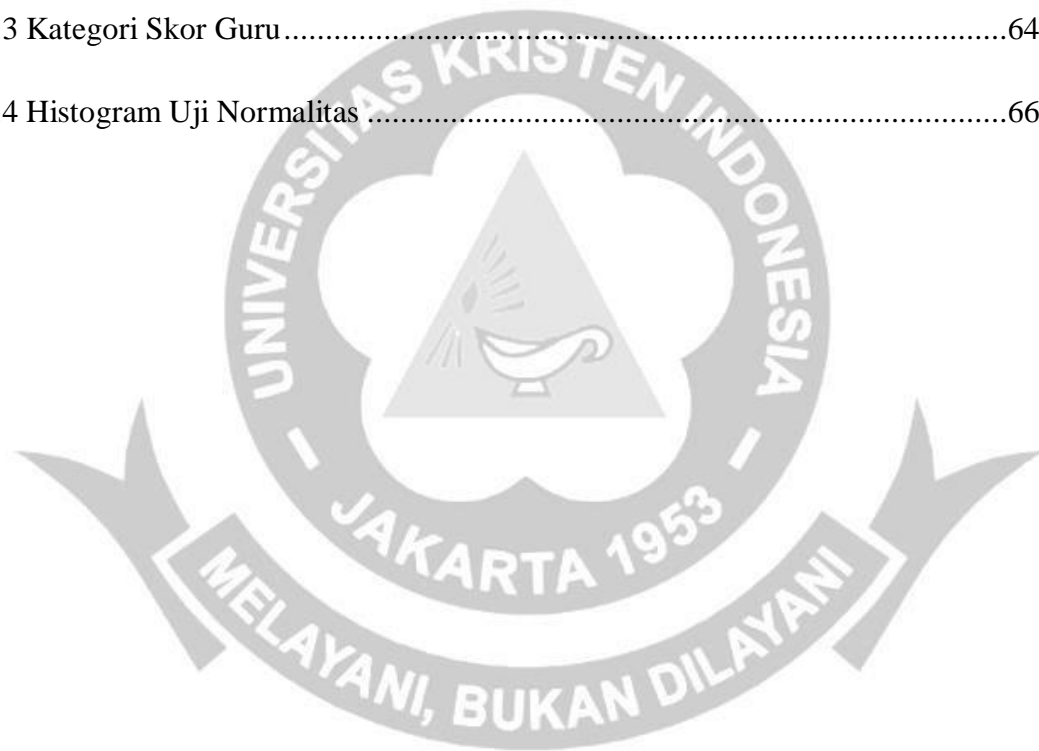 3 Kategori Skor Guru........................................................................................64
4 Histogram Uji Normalitas ..............................................................................66
UNIVERSITAS KRISTEN INDONESIA
– JAKARTA 1953 –
MELAYANI, BUKAN DILAYANI